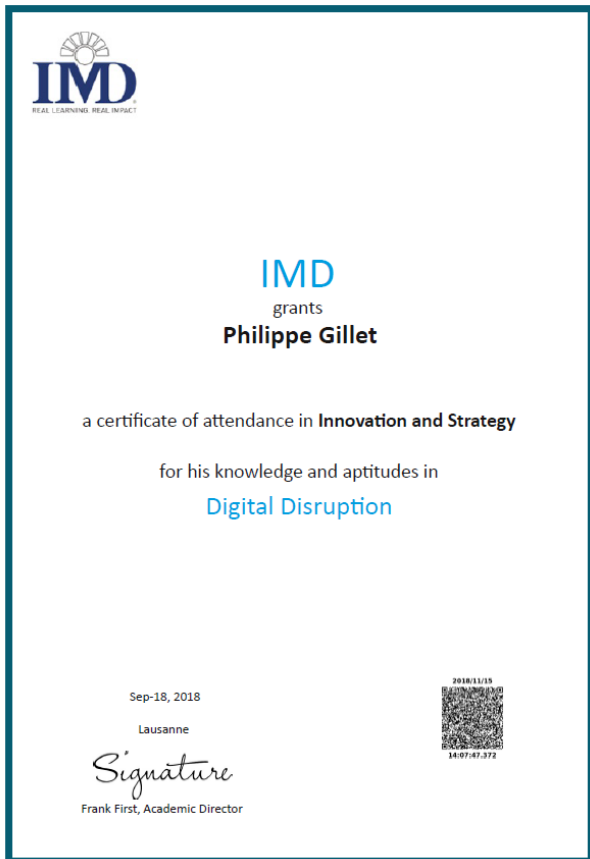 IMD
REAL LEARNING. REAL IMPACT
IMD
grants
Philippe Gillet
a certificate of attendance in Innovation and Strategy
for his knowledge and aptitudes in
Digital Disruption
Sep-18, 2018
Lausanne
Signature
Frank First, Academic Director
2018/11/15
14:07:47.372